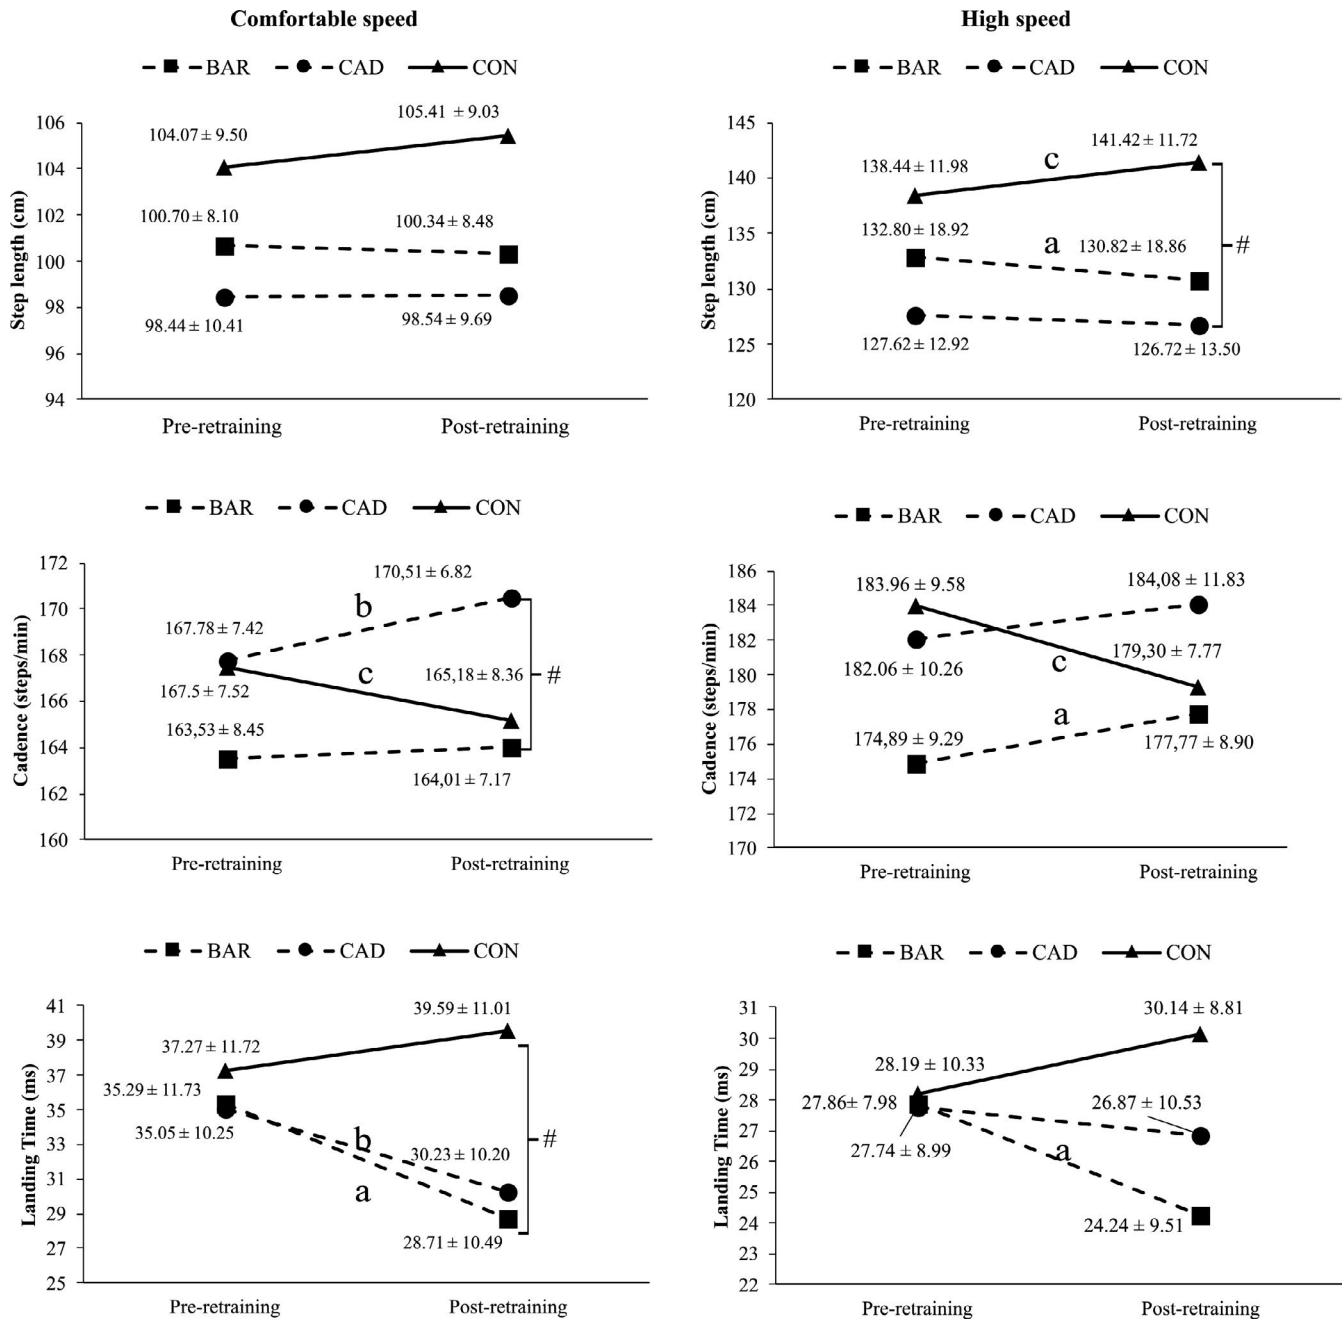 Comfortable speed
BAR CAD CON
106
104
102
100
98
96
94
Step length (cm)
104.07 ± 9.50
105.41 ± 9.03
100.70 ± 8.10
100.34 ± 8.48
98.44 ± 10.41
98.54 ± 9.69
Pre-retraining Post-retraining
High speed
BAR CAD CON
145
140
135
130
125
120
Step length (cm)
138.44 ± 11.98
c
141.42 ± 11.72
132.80 ± 18.92
a
130.82 ± 18.86
#
127.62 ± 12.92
126.72 ± 13.50
Pre-retraining Post-retraining
BAR CAD CON
172
170
168
166
164
162
160
Cadence (steps/min)
170,51 ± 6.82
b
167.78 ± 7.42
c
165,18 ± 8.36
#
167.5 ± 7.52
163,53 ± 8.45
164,01 ± 7.17
Pre-retraining Post-retraining
BAR CAD CON
186
184
182
180
178
176
174
172
170
Cadence (steps/min)
183.96 ± 9.58
184,08 ± 11.83
182.06 ± 10.26
c
179,30 ± 7.77
a
174,89 ± 9.29
177,77 ± 8.90
Pre-retraining Post-retraining
BAR CAD CON
41
39
37
35
33
31
29
27
25
Landing Time (ms)
39.59 ± 11.01
37.27 ± 11.72
35.29 ± 11.73
35.05 ± 10.25
b
30.23 ± 10.20
#
a
28.71 ± 10.49
Pre-retraining Post-retraining
BAR CAD CON
31
30
29
28
27
26
25
24
23
22
Landing Time (ms)
30.14 ± 8.81
28.19 ± 10.33
27.86± 7.98
26.87 ± 10.53
27.74 ± 8.99
a
24.24 ± 9.51
Pre-retraining Post-retraining